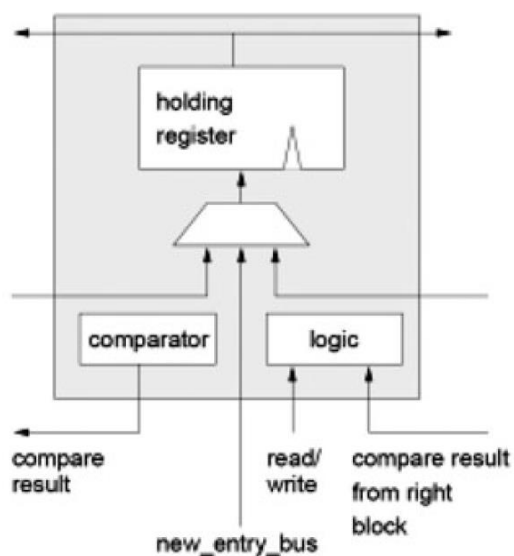 holding
register
comparator
logic
compare
result
read/
write
compare result
from right
block
new_entry_bus